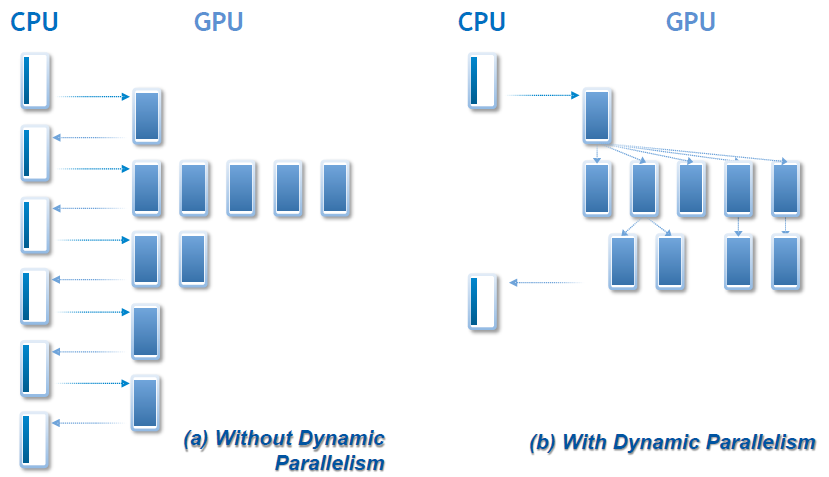 CPU
GPU
(a) Without Dynamic
Parallelism
CPU
GPU
(b) With Dynamic Parallelism